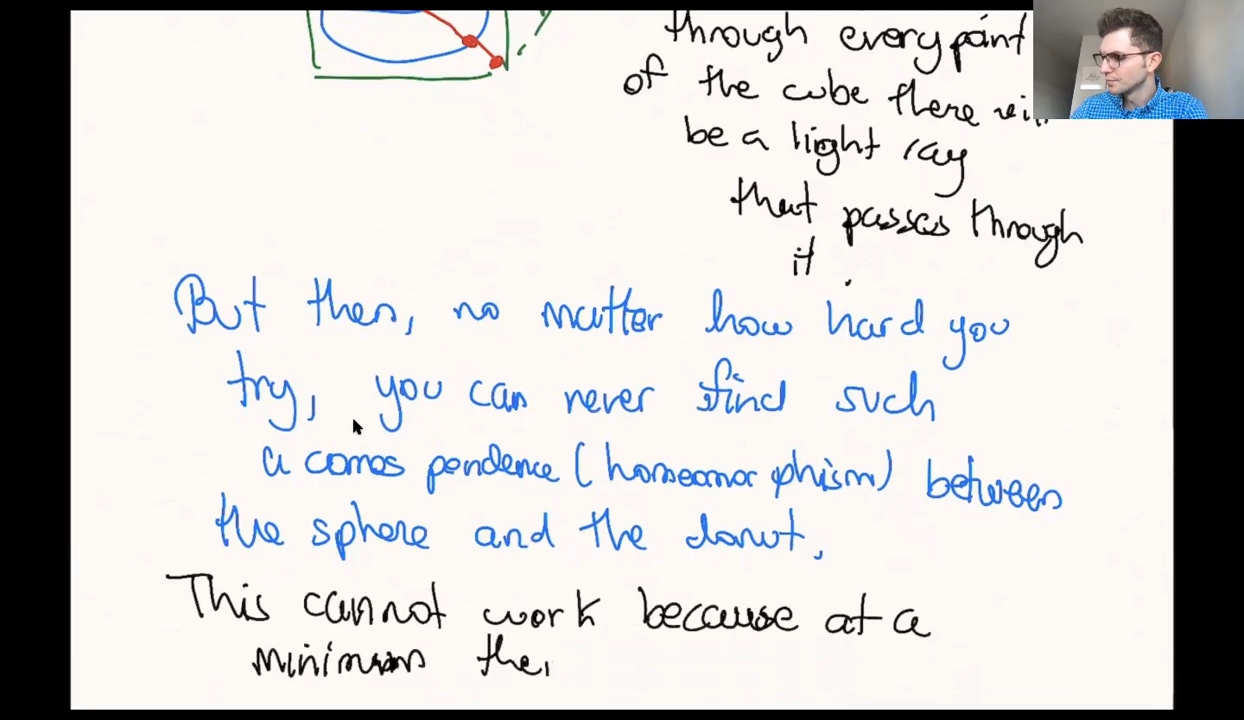 through every point
of the cube there
be a light ray
that passes through
it.
But then, no matter how hard you
try, you can never find such
a correspondence (homeomorphism) between
the sphere and the donut.
This cannot work because at a
minimum the